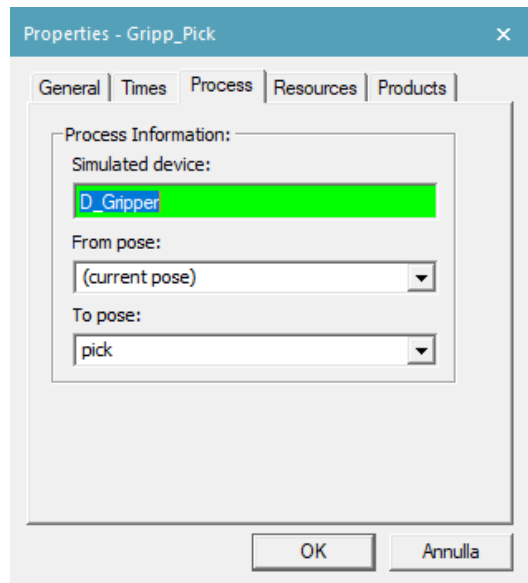 Properties - Gripp_Pick
General Times Process Resources Products
Process Information:
Simulated device:
D_Gripper
From pose:
(current pose)
To pose:
pick
OK Annulla